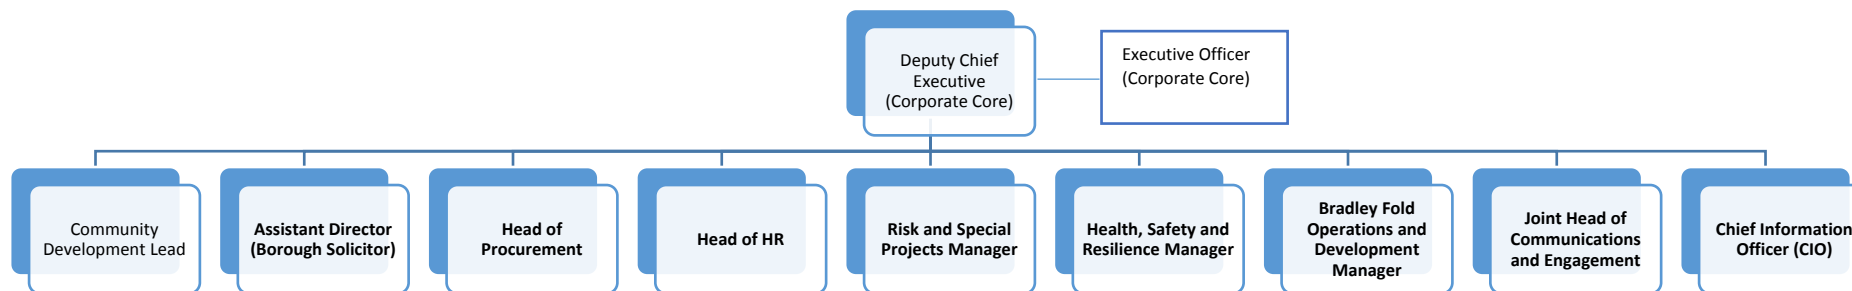 Deputy Chief
Executive
(Corporate Core)
Executive Officer
(Corporate Core)
Community
Development Lead
Assistant Director
(Borough Solicitor)
Head of
Procurement
Head of HR
Risk and Special
Projects Manager
Health, Safety and
Resilience Manager
Bradley Fold
Operations and
Development
Manager
Joint Head of
Communications
and Engagement
Chief Information
Officer (CIO)